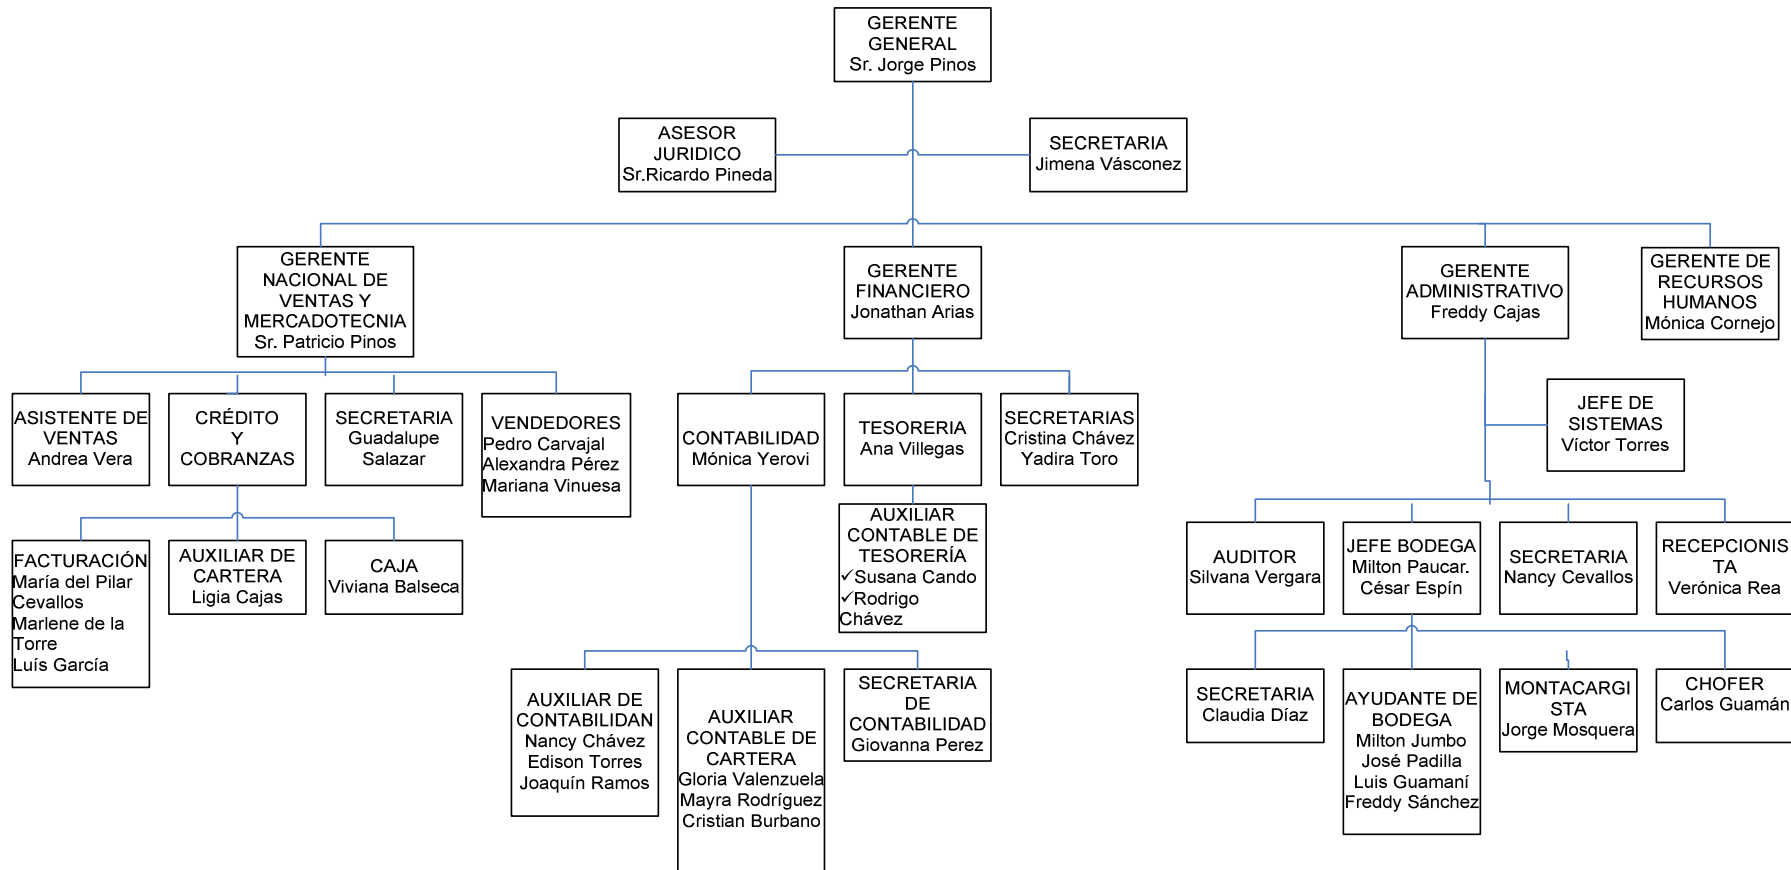 GERENTE
GENERAL
Sr. Jorge Pinos
ASESOR
JURIDICO
Sr.Ricardo Pineda
SECRETARIA
Jimena Vásconez
GERENTE
NACIONAL DE
VENTAS Y
MERCADOTECNIA
Sr. Patricio Pinos
GERENTE
FINANCIERO
Jonathan Arias
GERENTE
ADMINISTRATIVO
Freddy Cajas
GERENTE DE
RECURSOS
HUMANOS
Mónica Cornejo
ASISTENTE DE
VENTAS
Andrea Vera
CRÉDITO
Y
COBRANZAS
SECRETARIA
Guadalupe
Salazar
VENDEDORES
Pedro Carvajal
Alexandra Pérez
Mariana Vinuesa
CONTABILIDAD
Mónica Yerovi
TESORERIA
Ana Villegas
SECRETARIAS
Cristina Chávez
Yadira Toro
JEFE DE
SISTEMAS
Víctor Torres
FACTURACIÓN
María del Pilar
Cevallos
Marlene de la
Torre
Luís García
AUXILIAR DE
CARTERA
Ligia Cajas
CAJA
Viviana Balseca
AUXILIAR
CONTABLE DE
TESORERÍA
✓Susana Cando
✓Rodrigo
Chávez
AUDITOR
Silvana Vergara
JEFE BODEGA
Milton Paucar.
César Espín
SECRETARIA
Nancy Cevallos
RECEPCIONIS
TA
Verónica Rea
AUXILIAR DE
CONTABILIDAN
Nancy Chávez
Edison Torres
Joaquín Ramos
AUXILIAR
CONTABLE DE
CARTERA
Gloria Valenzuela
Mayra Rodríguez
Cristian Burbano
SECRETARIA
DE
CONTABILIDAD
Giovanna Perez
SECRETARIA
Claudia Díaz
AYUDANTE DE
BODEGA
Milton Jumbo
José Padilla
Luis Guamaní
Freddy Sánchez
MONTACARGI
STA
Jorge Mosquera
CHOFER
Carlos Guamán